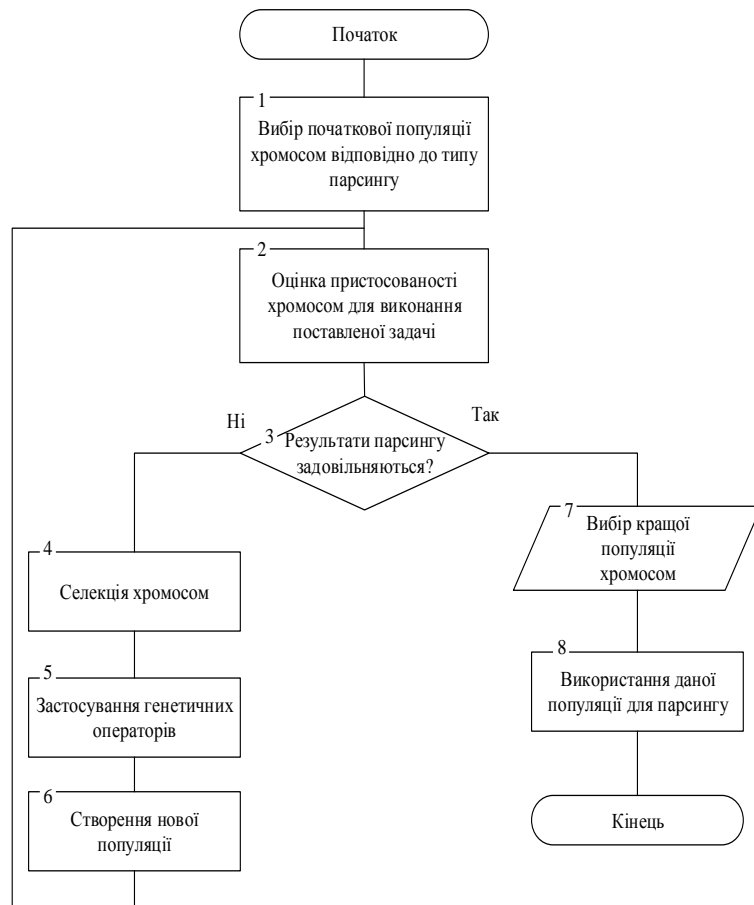 Початок
1
Вибір початкової популяції
хромосом відповідно до типу
парсингу
2
Оцінка пристосованості
хромосом для виконання
поставленої задачі
Ні
Так
3
Результати парсингу
задовільняються?
4
Селекція хромосом
5
Застосування генетичних
операторів
6
Створення нової
популяції
7
Вибір кращої
популяції
хромосом
8
Використання даної
популяції для парсингу
Кінець